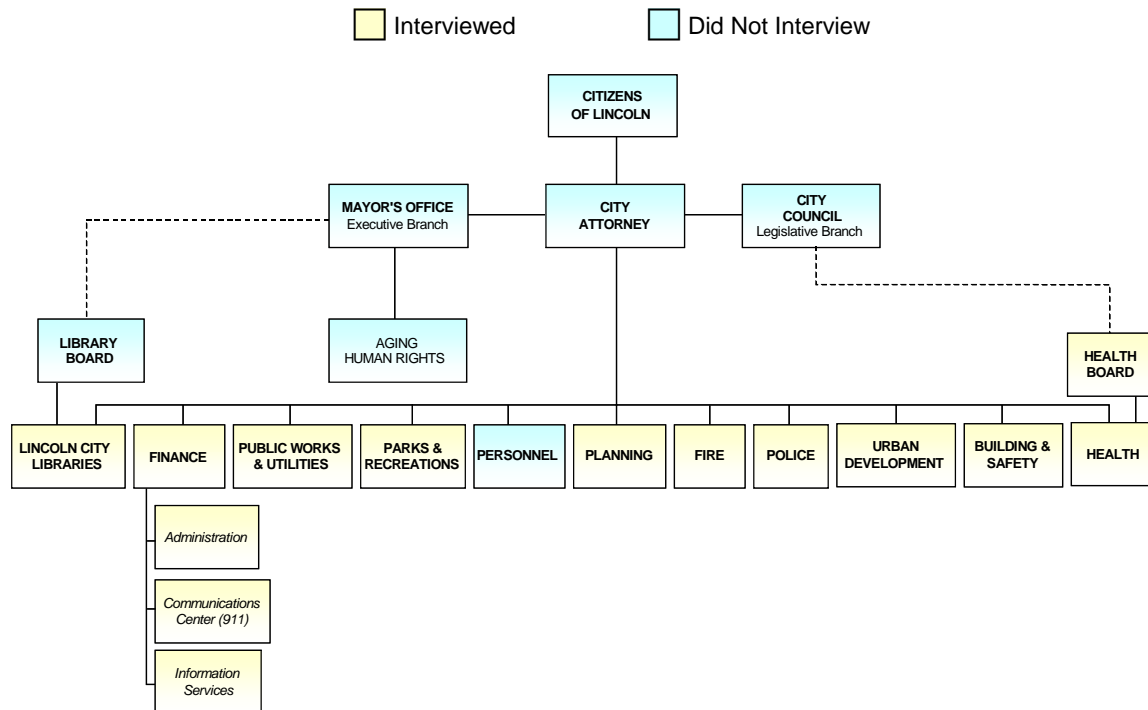 Interviewed
Did Not Interview
CITIZENS
OF LINCOLN
MAYOR'S OFFICE
Executive Branch
CITY
ATTORNEY
CITY
COUNCIL
Legislative Branch
LIBRARY
BOARD
AGING
HUMAN RIGHTS
HEALTH
BOARD
LINCOLN CITY
LIBRARIES
FINANCE
PUBLIC WORKS
& UTILITIES
PARKS &
RECREATIONS
PERSONNEL
PLANNING
FIRE
POLICE
URBAN
DEVELOPMENT
BUILDING &
SAFETY
HEALTH
Administration
Communications
Center (911)
Information
Services